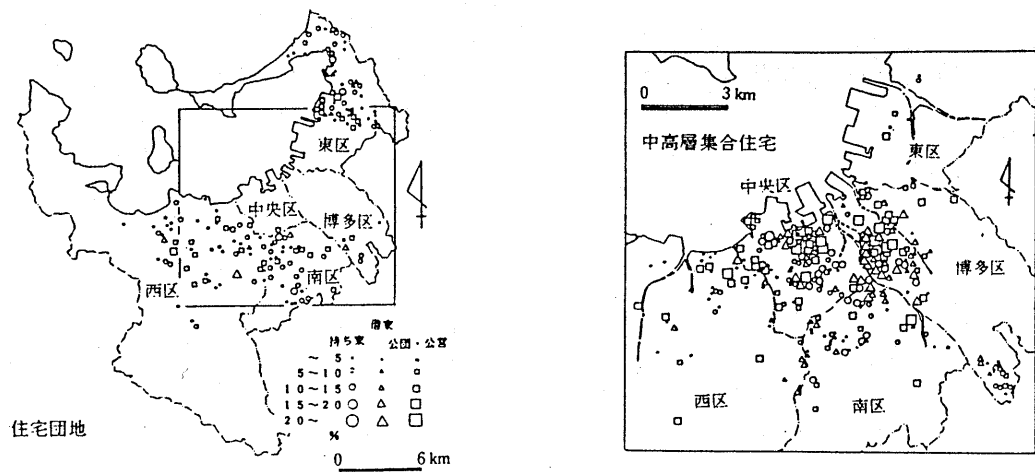 東区
中央区
博多区
南区
西区
借家
持ち家 公団・公営
～ 5
5～10
10～15
15～20
20～
%
住宅団地
0 6 km
0 3 km
中高層集合住宅
東区
中央区
博多区
西区
南区